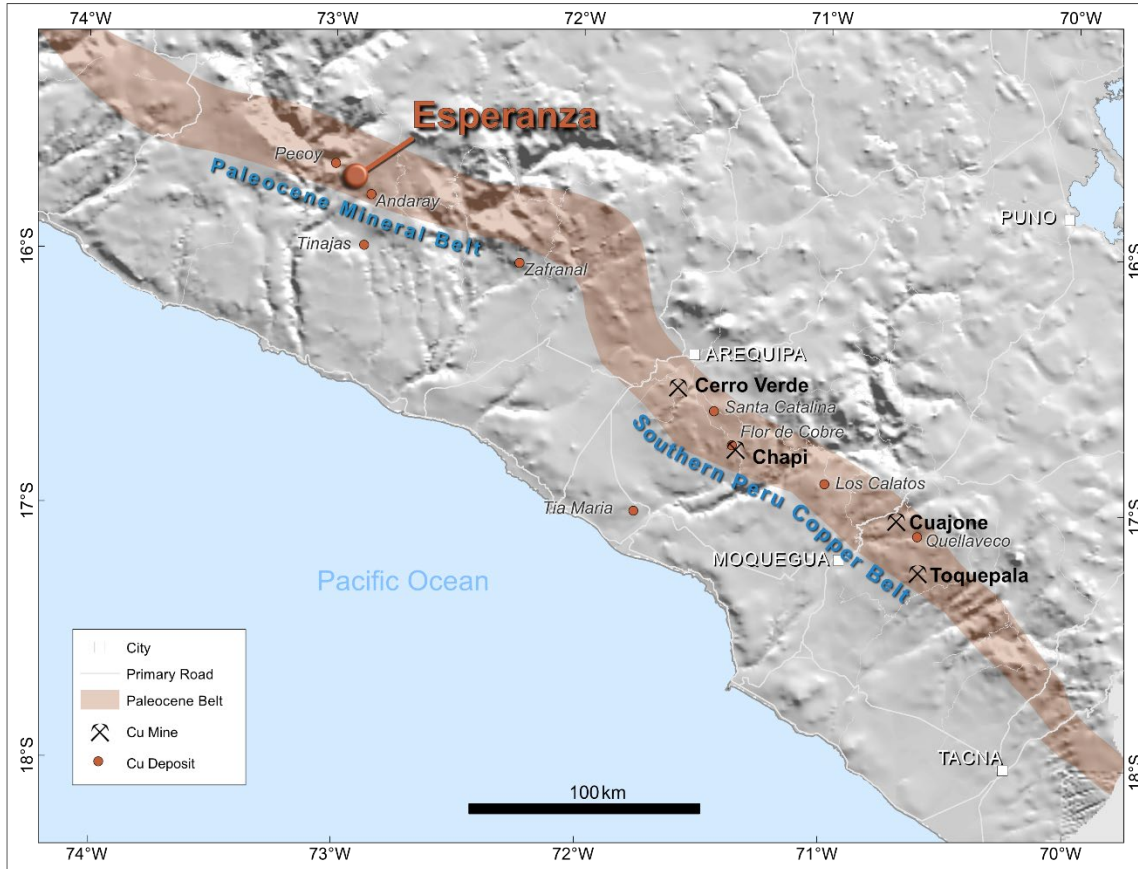 74°W
73°W
72°W
71°W
70°W
Esperanza
Pecoy
Andaray
Paleocene Mineral Belt
Tinajas
Zafranal
PUNO
16°S
16°S
AREQUIPA
Cerro Verde
Santa Catalina
Flor de Cobre
Chapi
Southern Peru Copper Belt
Los Calatos
Tia Maria
Cuajone
Quellaveco
MOQUEGUA
Toquepala
17°S
17°S
Pacific Ocean
City
Primary Road
Paleocene Belt
Cu Mine
Cu Deposit
TACNA
18°S
18°S
100km
74°W
73°W
72°W
71°W
70°W